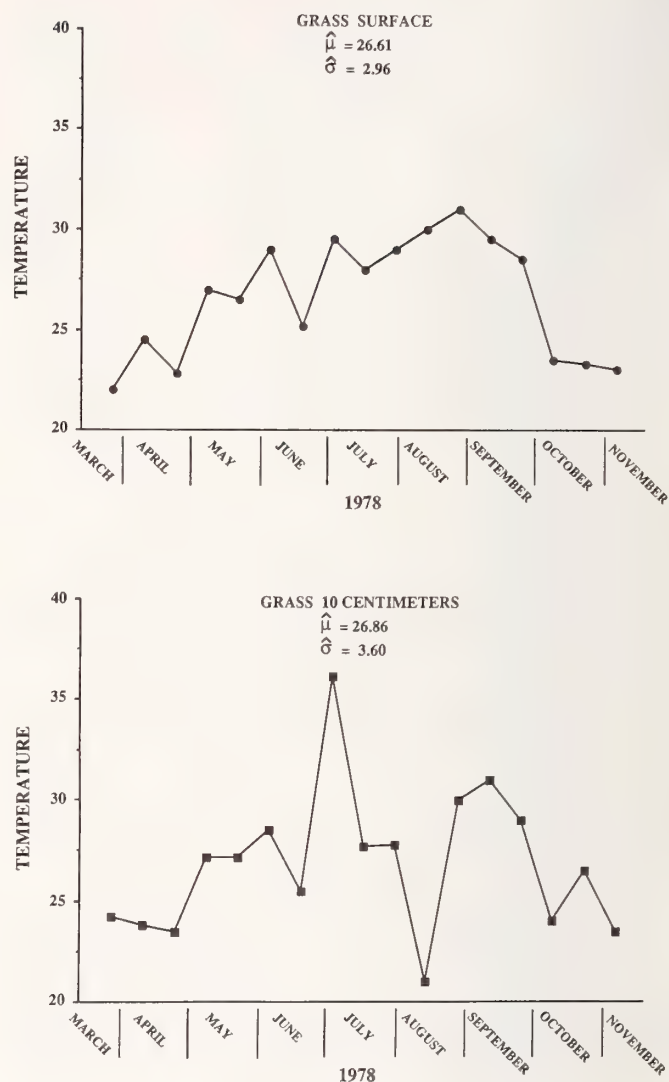 GRASS SURFACE
μ̂ = 26.61
σ̂ = 2.96
TEMPERATURE
40
35
30
25
20
MARCH
APRIL
MAY
JUNE
JULY
AUGUST
SEPTEMBER
OCTOBER
NOVEMBER
1978
GRASS 10 CENTIMETERS
μ̂ = 26.86
σ̂ = 3.60
TEMPERATURE
40
35
30
25
20
MARCH
APRIL
MAY
JUNE
JULY
AUGUST
SEPTEMBER
OCTOBER
NOVEMBER
1978